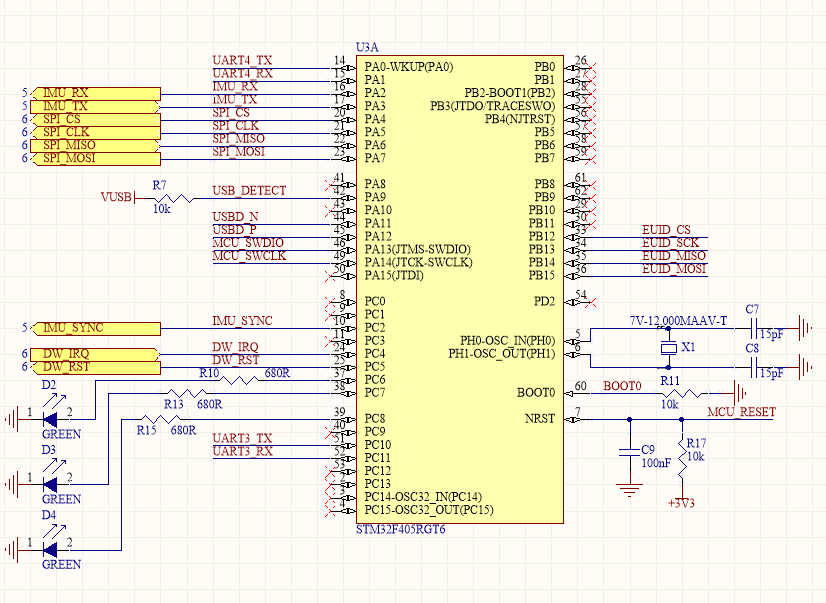 U3A
UART4_TX 14 PA0-WKUP(PA0) PB0 26
UART4_RX 15 PA1 PB1 27
5 IMU_RX IMU_RX 16 PA2 PB2-BOOT1(PB2) 28
5 IMU_TX IMU_TX 17 PA3 PB3(JTDO/TRACESWO) 55
6 SPI_CS SPI_CS 20 PA4 PB4(NJTRST) 56
6 SPI_CLK SPI_CLK 21 PA5 PB5 57
6 SPI_MISO SPI_MISO 22 PA6 PB6 58
6 SPI_MOSI SPI_MOSI 23 PA7 PB7 59
41 PA8 PB8 61
VUSB R7 10k USB_DETECT 42 PA9 PB9 62
43 PA10 PB10 29
USBD_N 44 PA11 PB11 30
USBD_P 45 PA12 PB12 33 EUID_CS
MCU_SWDIO 46 PA13(JTMS-SWDIO) PB13 34 EUID_SCK
MCU_SWCLK 49 PA14(JTCK-SWCLK) PB14 35 EUID_MISO
50 PA15(JTDI) PB15 36 EUID_MOSI
8 PC0 PD2 54
9 PC1
5 IMU_SYNC IMU_SYNC 10 PC2
11 PC3 PH0-OSC_IN(PH0) 5
6 DW_IRQ DW_IRQ 24 PC4 PH1-OSC_OUT(PH1) 6
6 DW_RST DW_RST 25 PC5
7V-12.000MAAV-T X1
C7 15pF
C8 15pF
R10 680R 37 PC6
R13 680R 38 PC7 BOOT0 60 BOOT0 R11 10k
R15 680R 39 PC8 NRST 7 MCU_RESET
40 PC9
UART3_TX 51 PC10
UART3_RX 52 PC11
53 PC12
2 PC13
3 PC14-OSC32_IN(PC14)
4 PC15-OSC32_OUT(PC15)
STM32F405RGT6
D2
1 2
GREEN
D3
1 2
GREEN
D4
1 2
GREEN
C9
100nF
R17
10k
+3V3